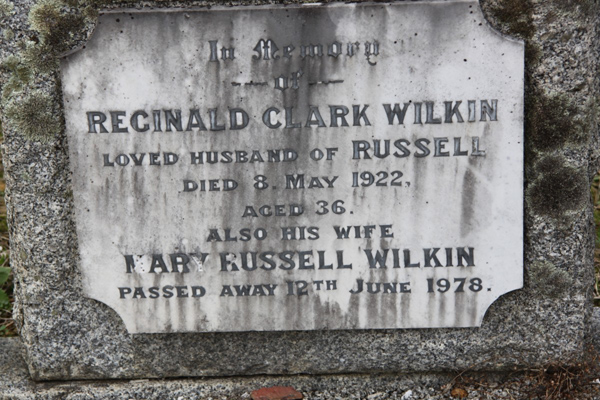 In Memory
of
REGINALD CLARK WILKIN
LOVED HUSBAND OF RUSSELL
DIED 8. MAY 1922,
AGED 36.
ALSO HIS WIFE
MARY RUSSELL WILKIN
PASSED AWAY 12TH JUNE 1978.